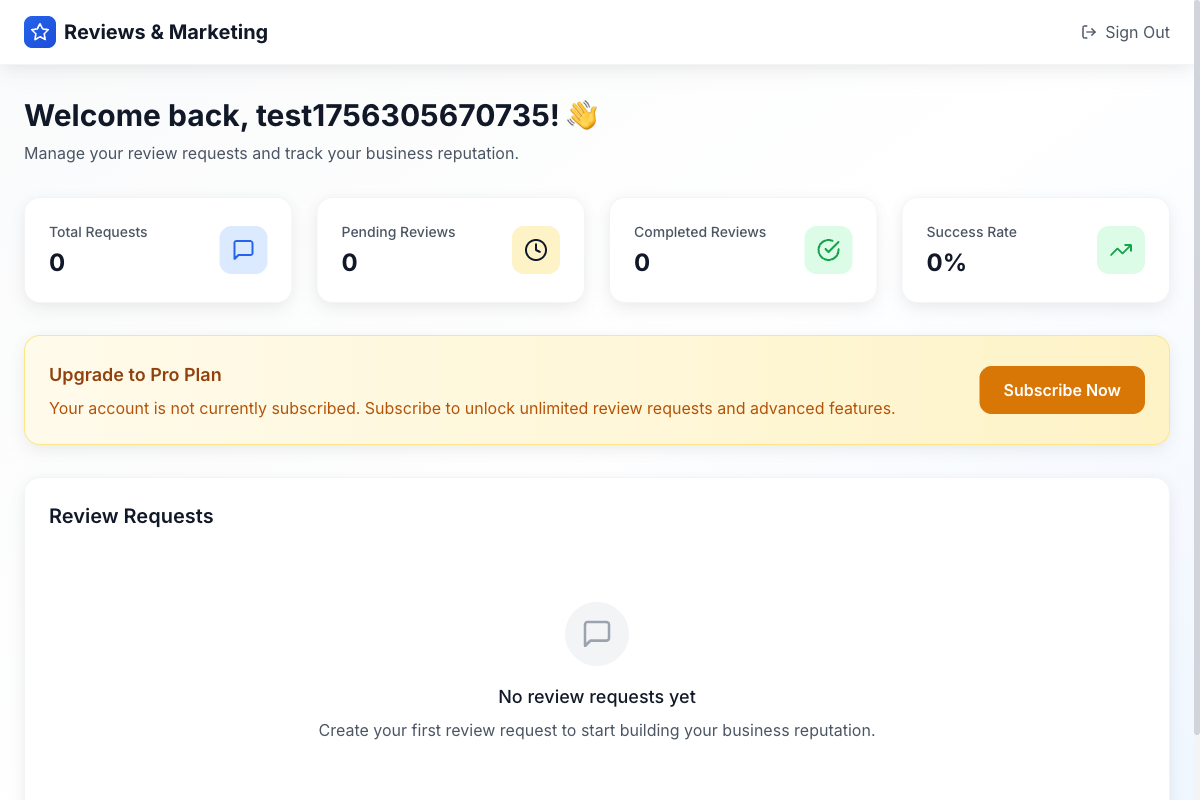 Reviews & Marketing
Sign Out
Welcome back, test1756305670735! 👋
Manage your review requests and track your business reputation.
Total Requests
0
Pending Reviews
0
Completed Reviews
0
Success Rate
0%
Upgrade to Pro Plan
Your account is not currently subscribed. Subscribe to unlock unlimited review requests and advanced features.
Subscribe Now
Review Requests
No review requests yet
Create your first review request to start building your business reputation.